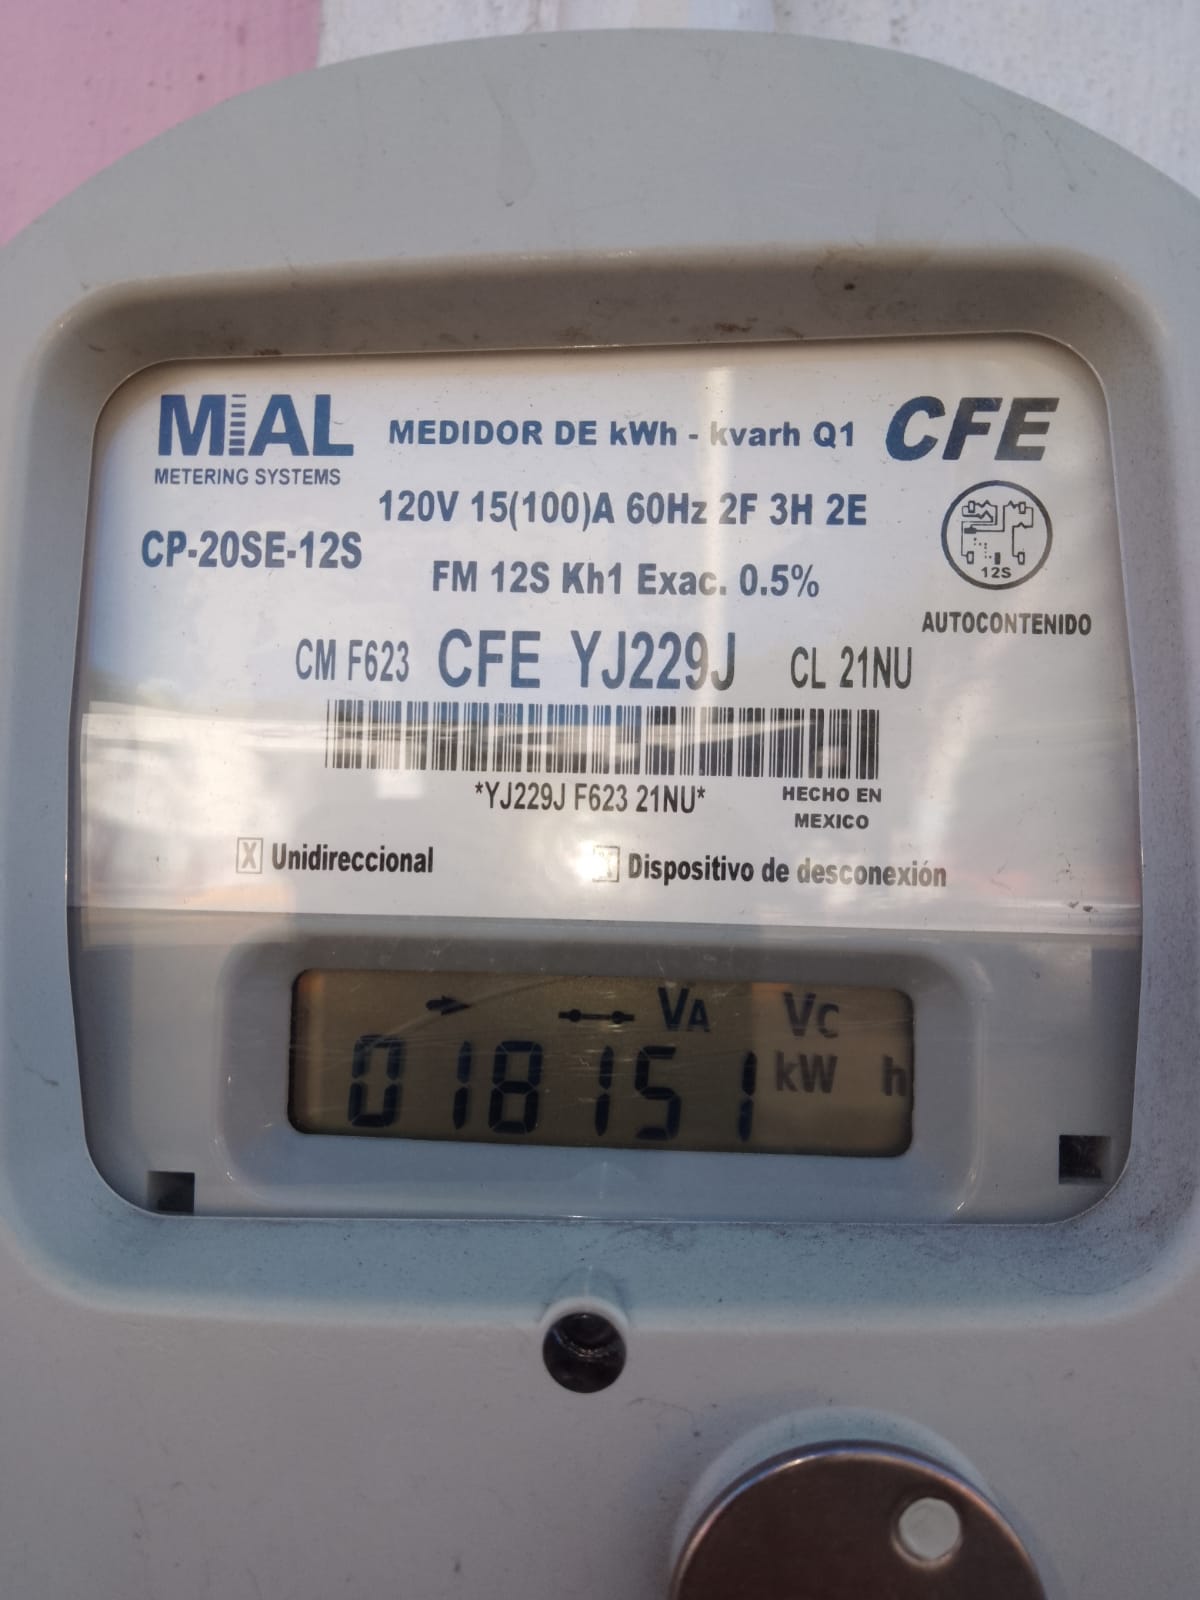 MIAL MEDIDOR DE kWh - kvarh Q1 CFE
METERING SYSTEMS
120V 15(100)A 60Hz 2F 3H 2E
CP-20SE-12S
FM 12S Kh1 Exac. 0.5%
12S
AUTOCONTENIDO
CM F623 CFE YJ229J CL 21NU
*YJ229J F623 21NU*
HECHO EN
MEXICO
X Unidireccional X Dispositivo de desconexión
VA VC
018151 kW h